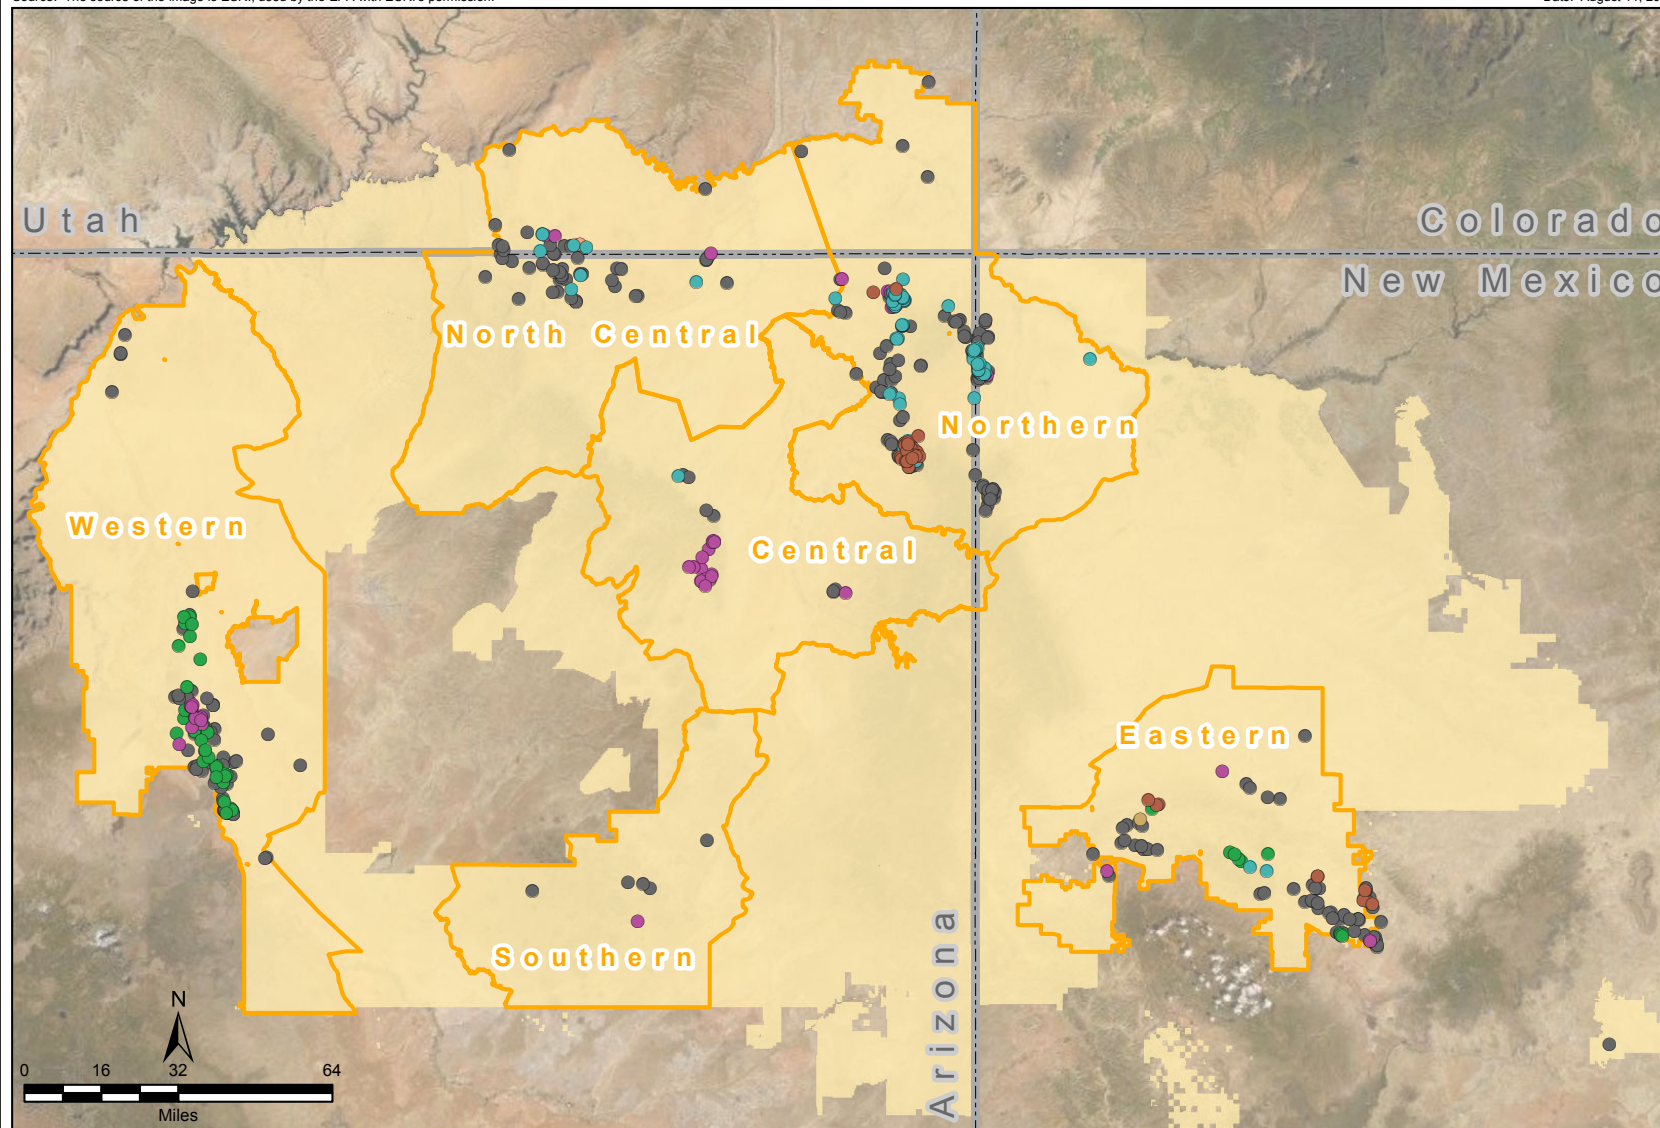 Utah
Colorado
New Mexico
North Central
Northern
Western
Central
Eastern
Southern
Arizona
N
0 16 32 64
Miles